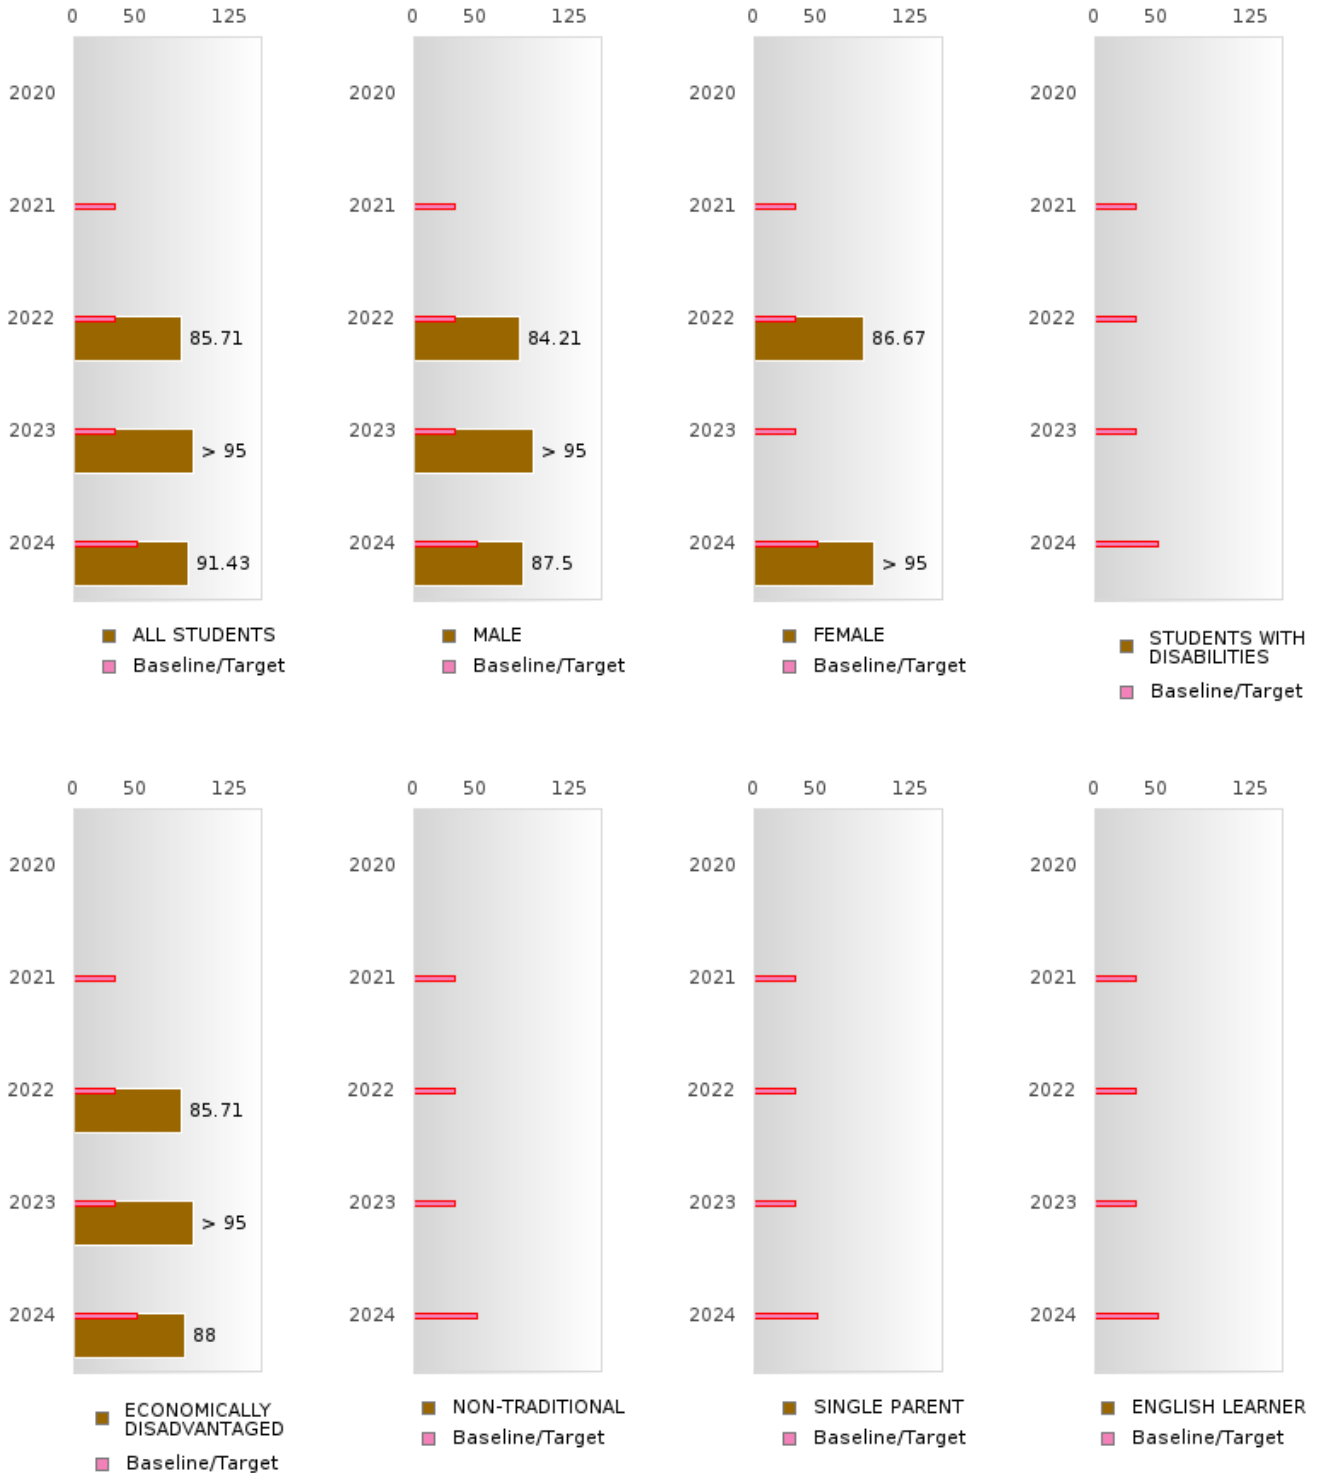 0 50 125
2020
2021
2022 85.71
2023 > 95
2024 91.43
ALL STUDENTS
Baseline/Target
0 50 125
2020
2021
2022 84.21
2023 > 95
2024 87.5
MALE
Baseline/Target
0 50 125
2020
2021
2022 86.67
2023
2024 > 95
FEMALE
Baseline/Target
0 50 125
2020
2021
2022
2023
2024
STUDENTS WITH
DISABILITIES
Baseline/Target
0 50 125
2020
2021
2022 85.71
2023 > 95
2024 88
ECONOMICALLY
DISADVANTAGED
Baseline/Target
0 50 125
2020
2021
2022
2023
2024
NON-TRADITIONAL
Baseline/Target
0 50 125
2020
2021
2022
2023
2024
SINGLE PARENT
Baseline/Target
0 50 125
2020
2021
2022
2023
2024
ENGLISH LEARNER
Baseline/Target